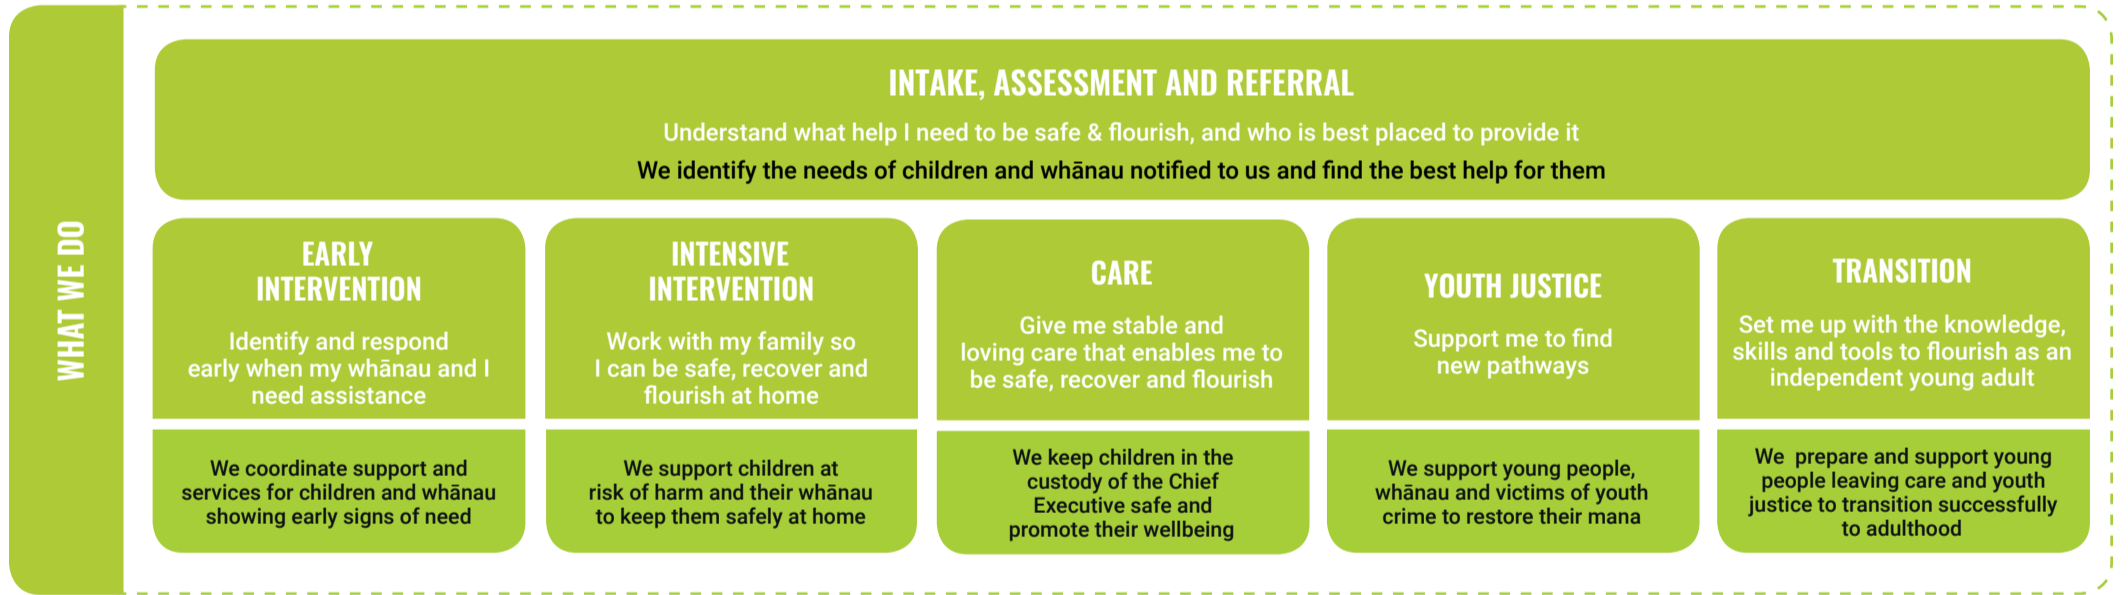 WHAT WE DO
INTAKE, ASSESSMENT AND REFERRAL
Understand what help I need to be safe & flourish, and who is best placed to provide it
We identify the needs of children and whānau notified to us and find the best help for them
EARLY
INTERVENTION
Identify and respond
early when my whānau and I
need assistance
We coordinate support and
services for children and whānau
showing early signs of need
INTENSIVE
INTERVENTION
Work with my family so
I can be safe, recover and
flourish at home
We support children at
risk of harm and their whānau
to keep them safely at home
CARE
Give me stable and
loving care that enables me to
be safe, recover and flourish
We keep children in the
custody of the Chief
Executive safe and
promote their wellbeing
YOUTH JUSTICE
Support me to find
new pathways
We support young people,
whānau and victims of youth
crime to restore their mana
TRANSITION
Set me up with the knowledge,
skills and tools to flourish as an
independent young adult
We prepare and support young
people leaving care and youth
justice to transition successfully
to adulthood